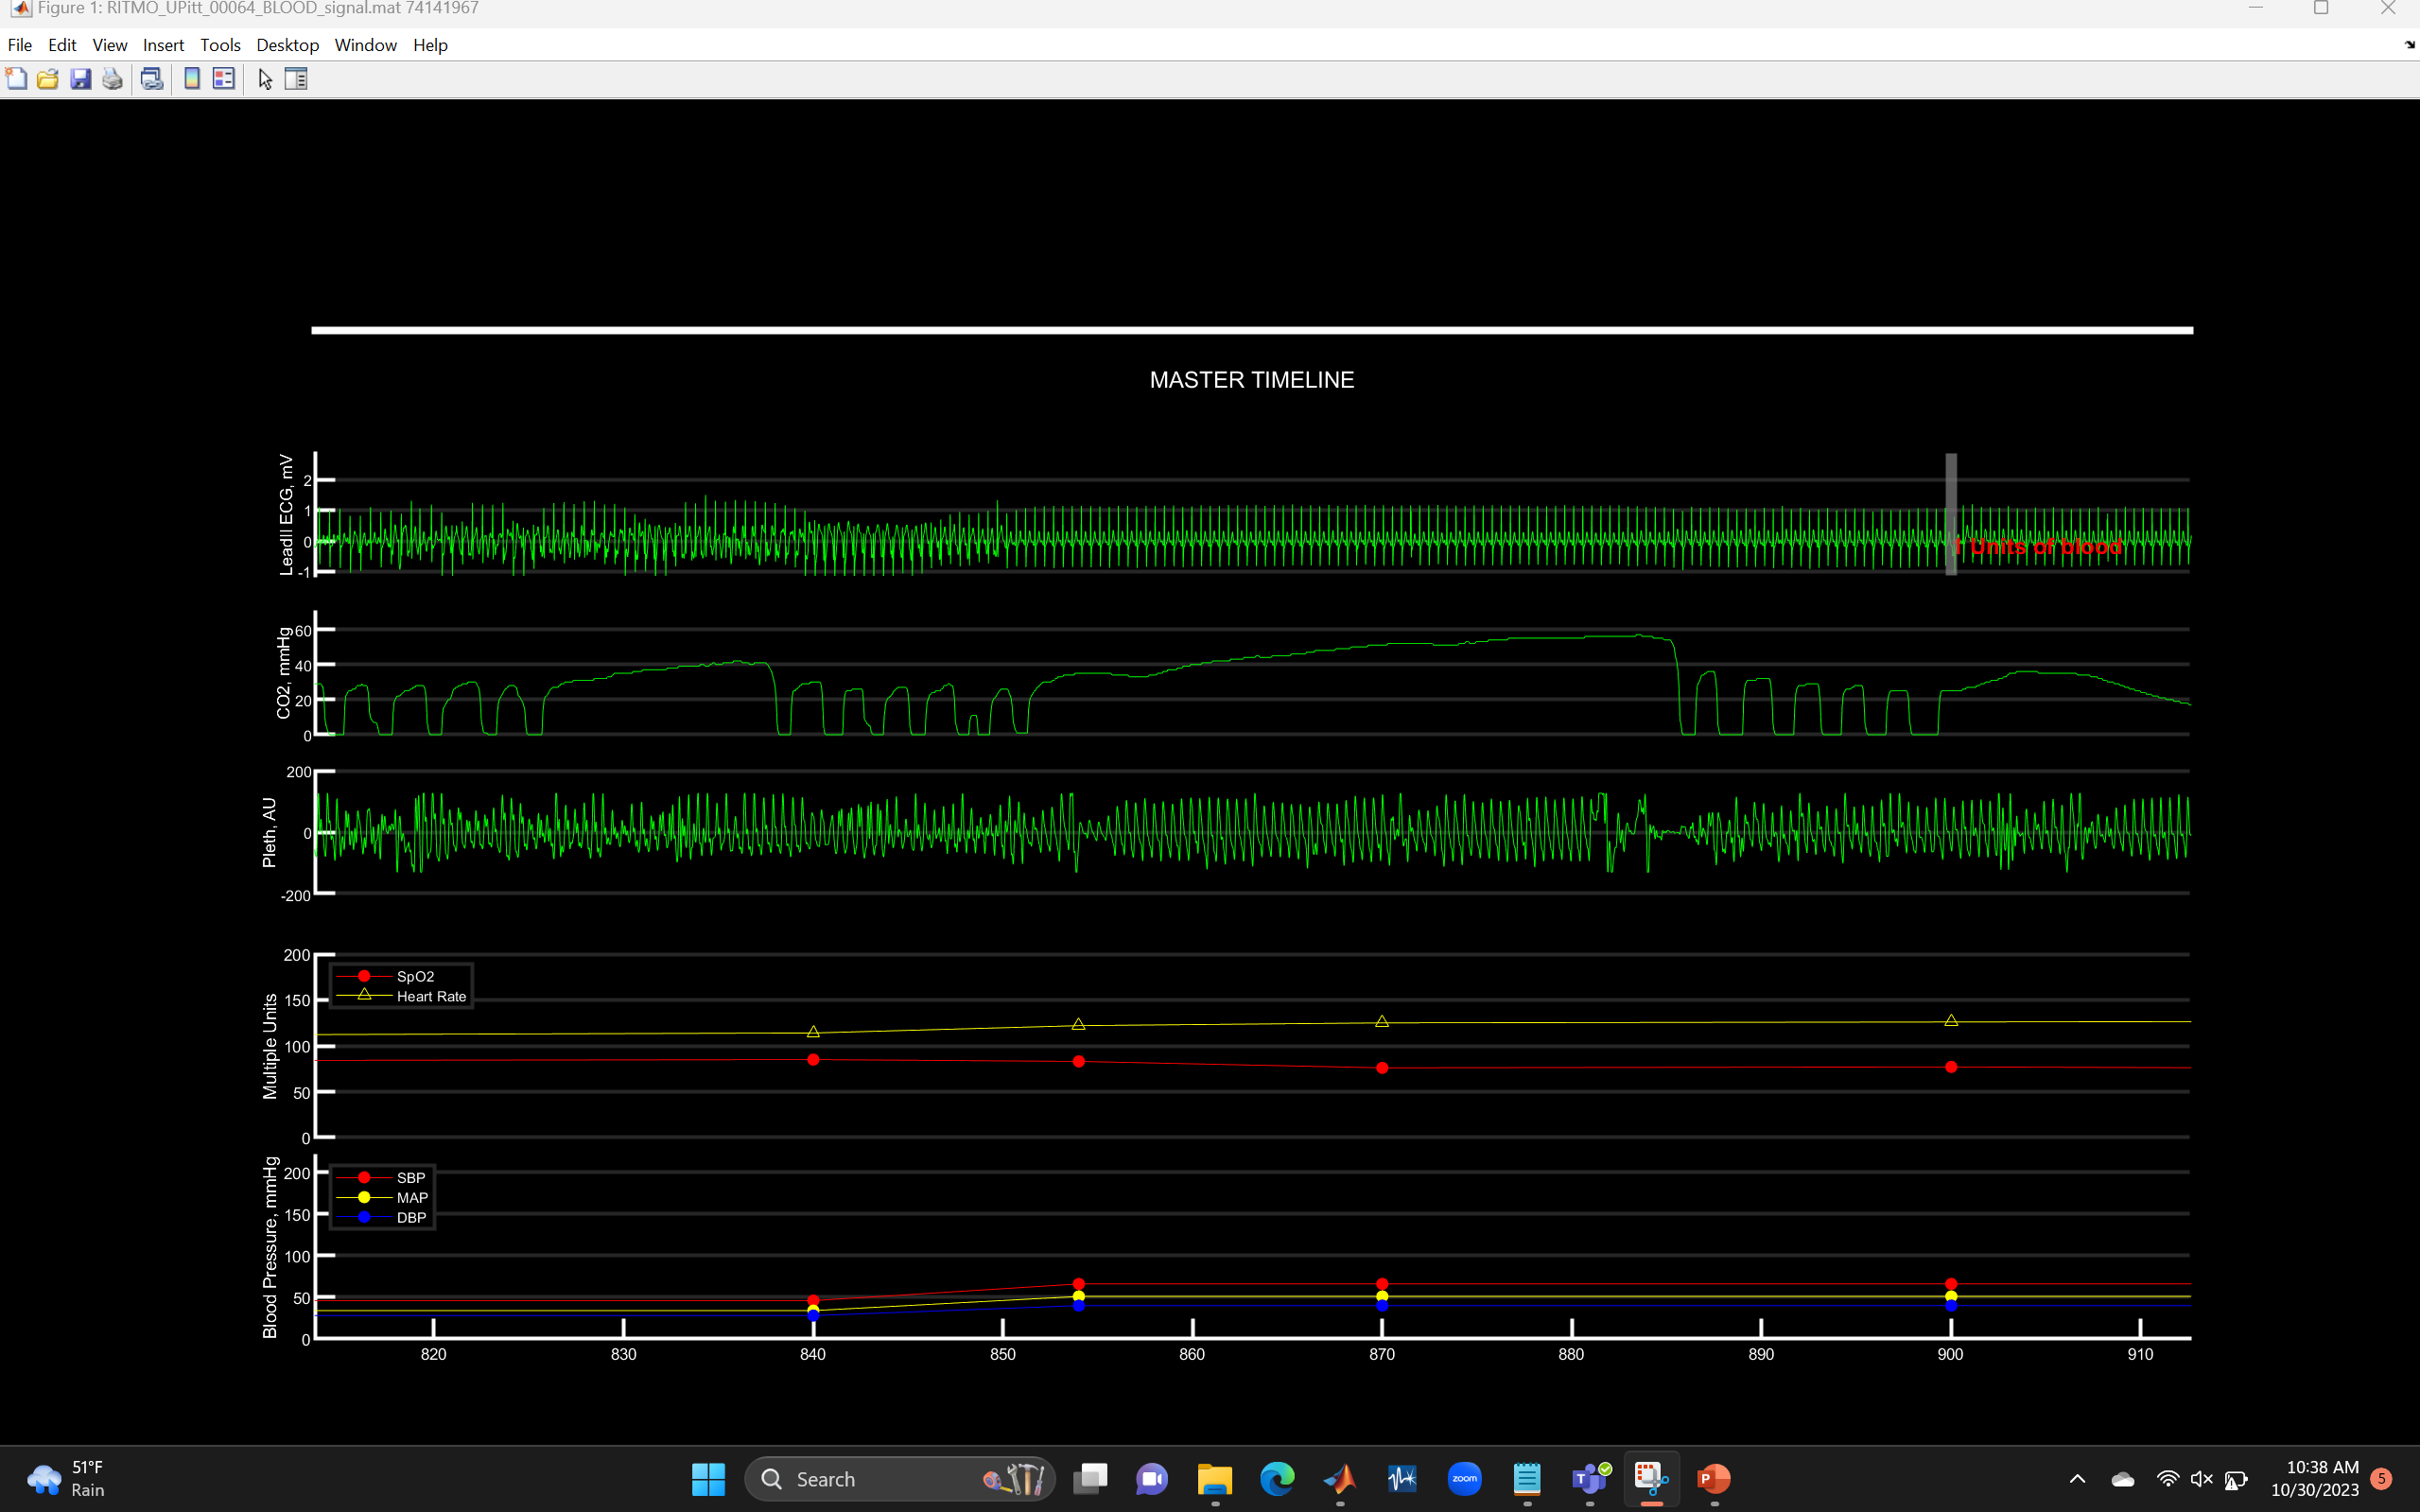 Figure 1: RITMO_UPitt_00064_BLOOD_signal.mat 74141967
File Edit View Insert Tools Desktop Window Help
MASTER TIMELINE
LeadII ECG, mV
2
1
0
-1
Units of blood
CO2, mmHg
60
40
20
0
Pleth, AU
200
0
-200
Multiple Units
200
150
100
50
0
SpO2
Heart Rate
Blood Pressure, mmHg
200
150
100
50
0
SBP
MAP
DBP
820 830 840 850 860 870 880 890 900 910
51°F
Rain
Search
zoom
10:38 AM
10/30/2023
5